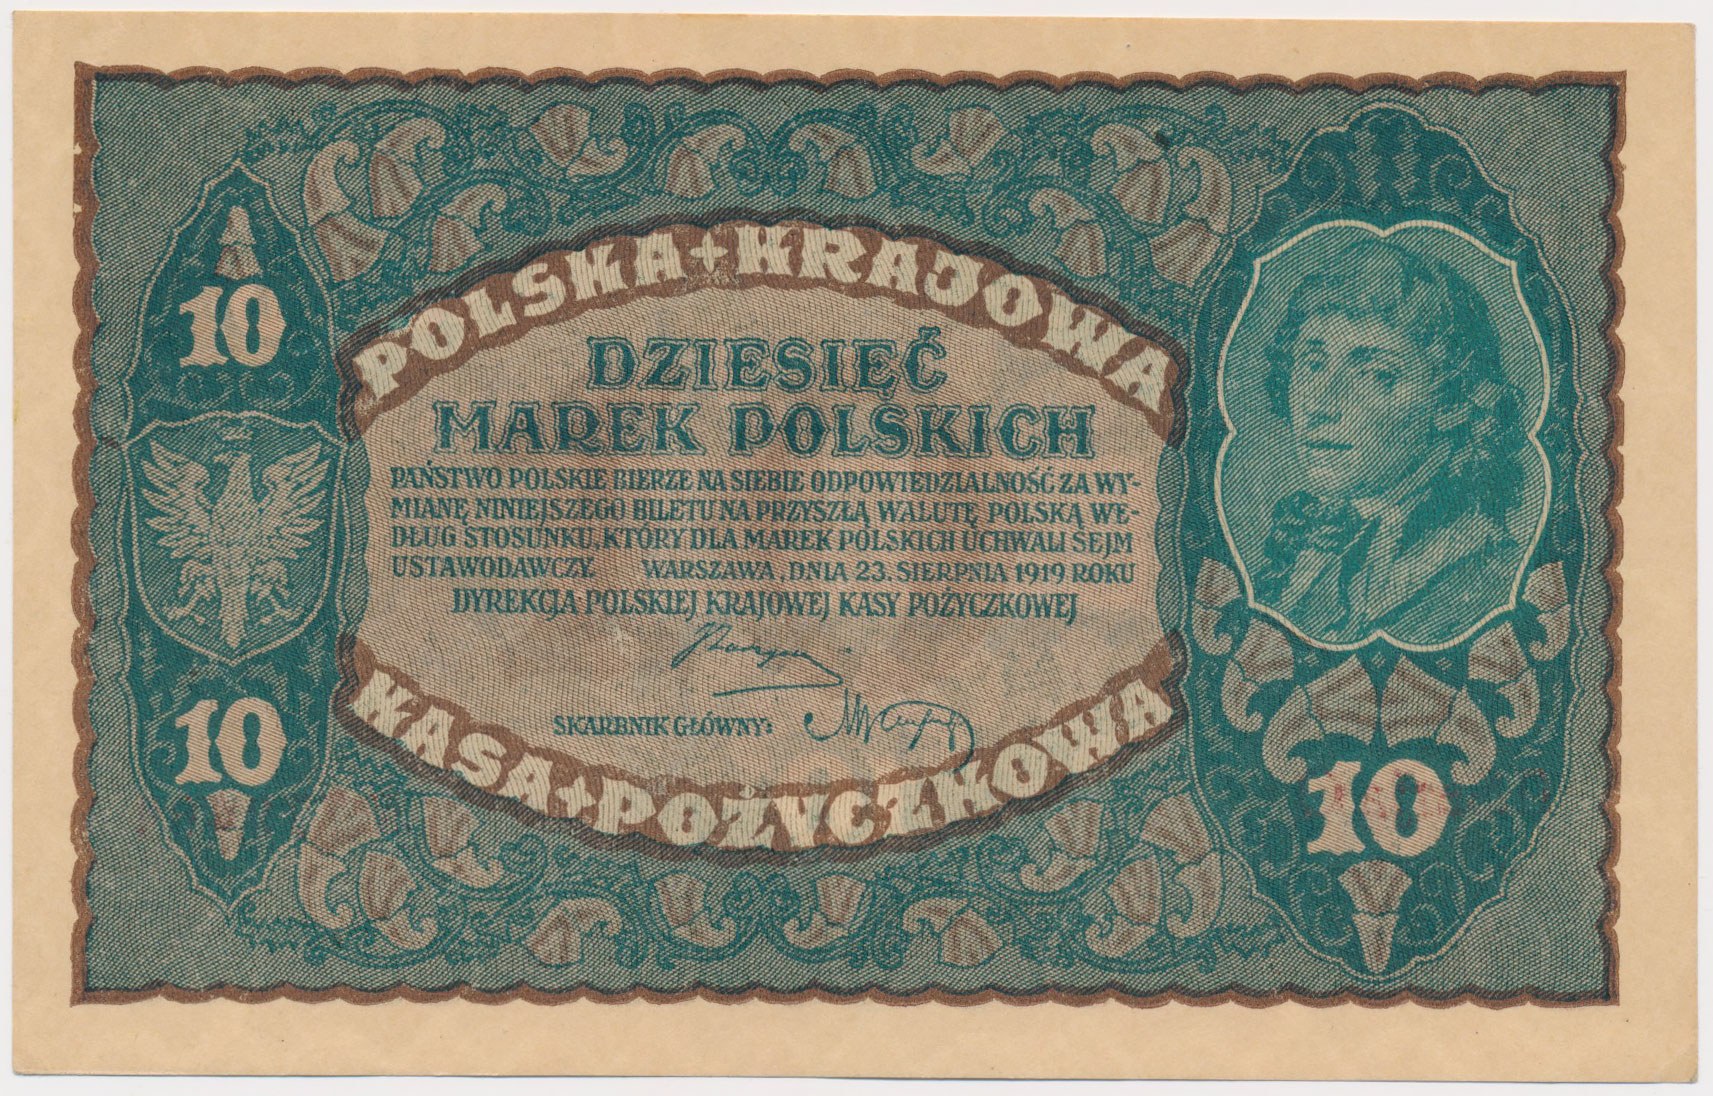 POLSKA + KRAJOWA
10
DZIESIĘĆ
MAREK POLSKICH
PAŃSTWO POLSKIE BIERZE NA SIEBIE ODPOWIEDZIALNOŚĆ ZA WY-
MIANĘ NINIEJSZEGO BILETU NA PRZYSZŁĄ WALUTĘ POLSKĄ WE-
DŁUG STOSUNKU, KTÓRY DLA MAREK POLSKICH UCHWALI SEJM
USTAWODAWCZY. WARSZAWA, DNIA 23. SIERPNIA 1919 ROKU
DYREKCJA POLSKIEJ KRAJOWEJ KASY POŻYCZKOWEJ
SKARBNIK GŁÓWNY:
10
10
KASA + POŻYCZKOWA